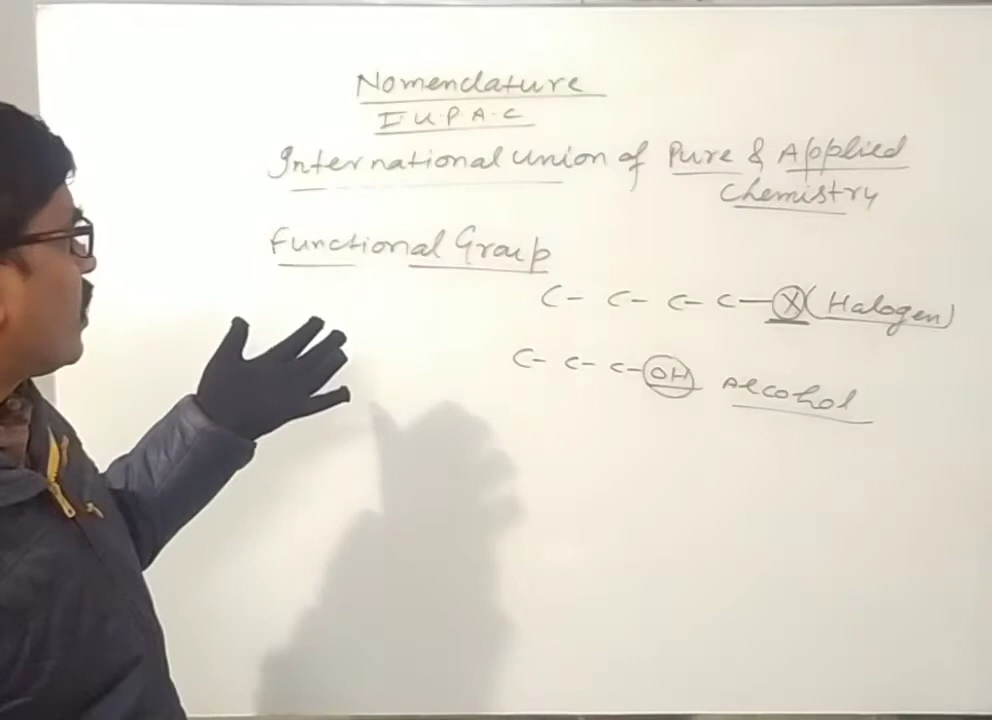 Nomenclature
I U.P.A.C
International Union of Pure & Applied
Chemistry
Functional Group
C- C- C- C-X (Halogen)
C- C- C-OH Alcohol